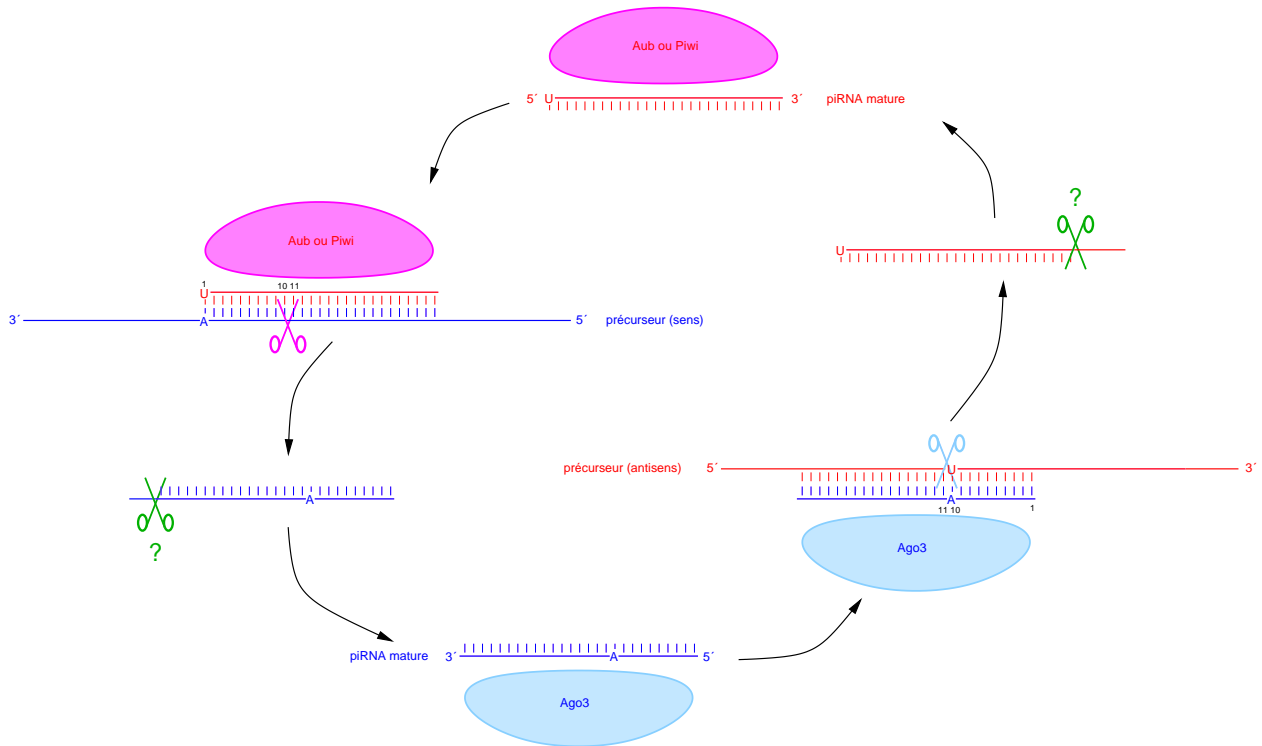 Aub ou Piwi
5´ U 3´ piRNA mature
?
Aub ou Piwi
U
1 10 11
U
3´ A 5´ précurseur (sens)
précurseur (antisens) 5´ U 3´
A
A
11 10 1
?
Ago3
piRNA mature 3´ A 5´
Ago3